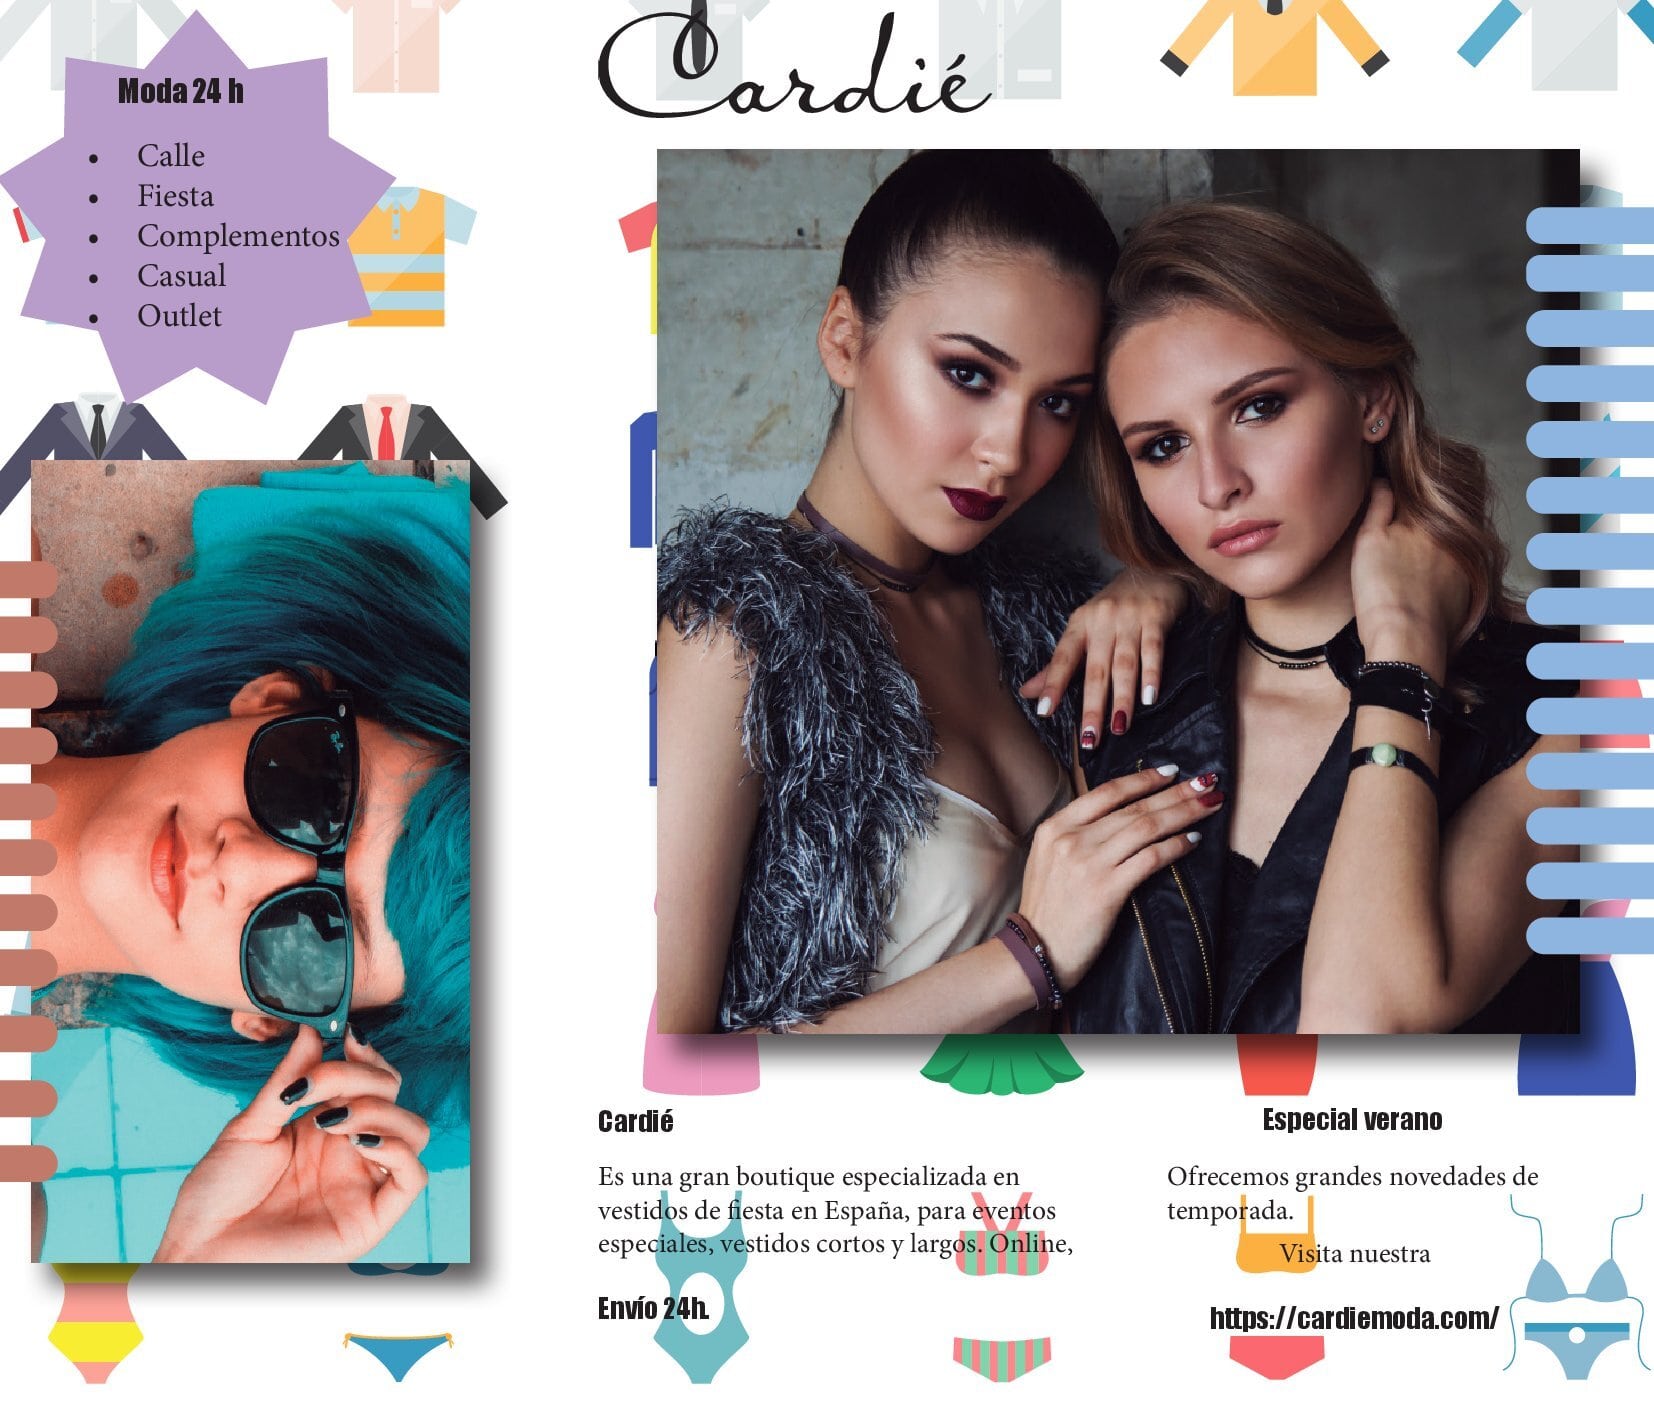 Moda 24 h
• Calle
• Fiesta
• Complementos
• Casual
• Outlet
Cardié
Cardié
Es una gran boutique especializada en
vestidos de fiesta en España, para eventos
especiales, vestidos cortos y largos. Online,
Envío 24h.
Especial verano
Ofrecemos grandes novedades de
temporada.
Visita nuestra
https://cardiemoda.com/